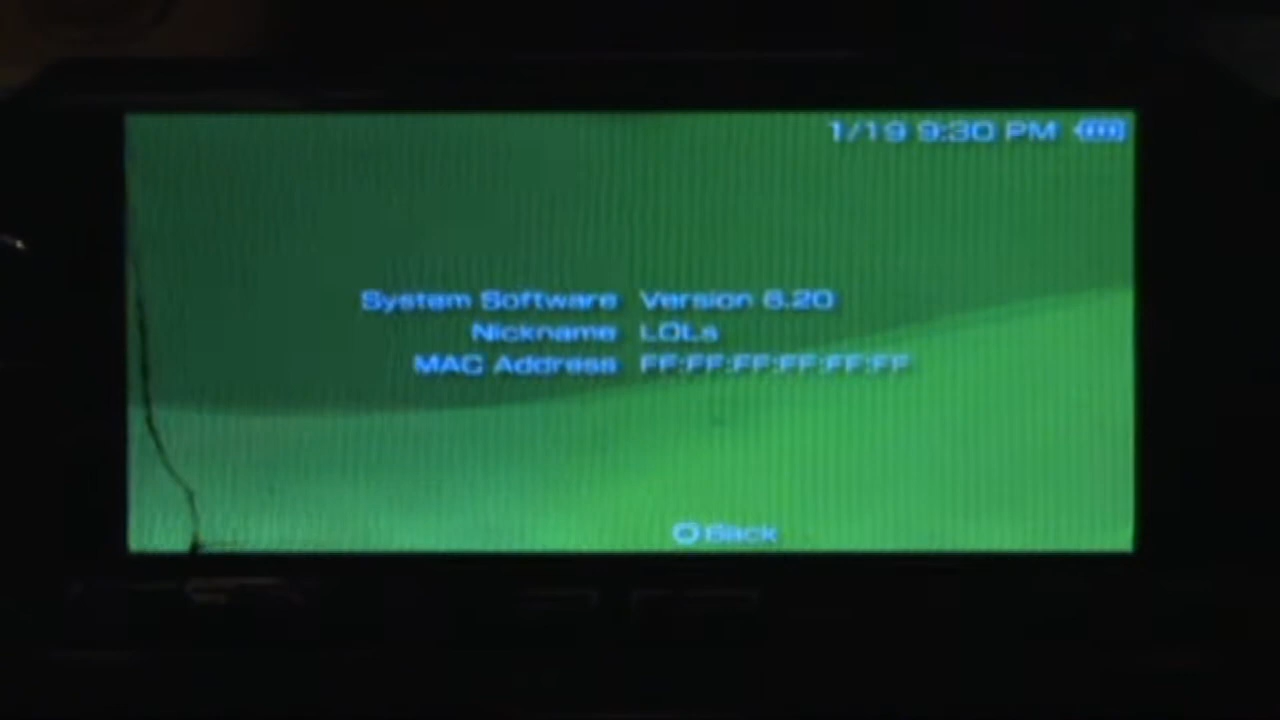 1/19 9:30 PM
System Software Version 6.20
Nickname LOLs
MAC Address FF:FF:FF:FF:FF:FF
Back